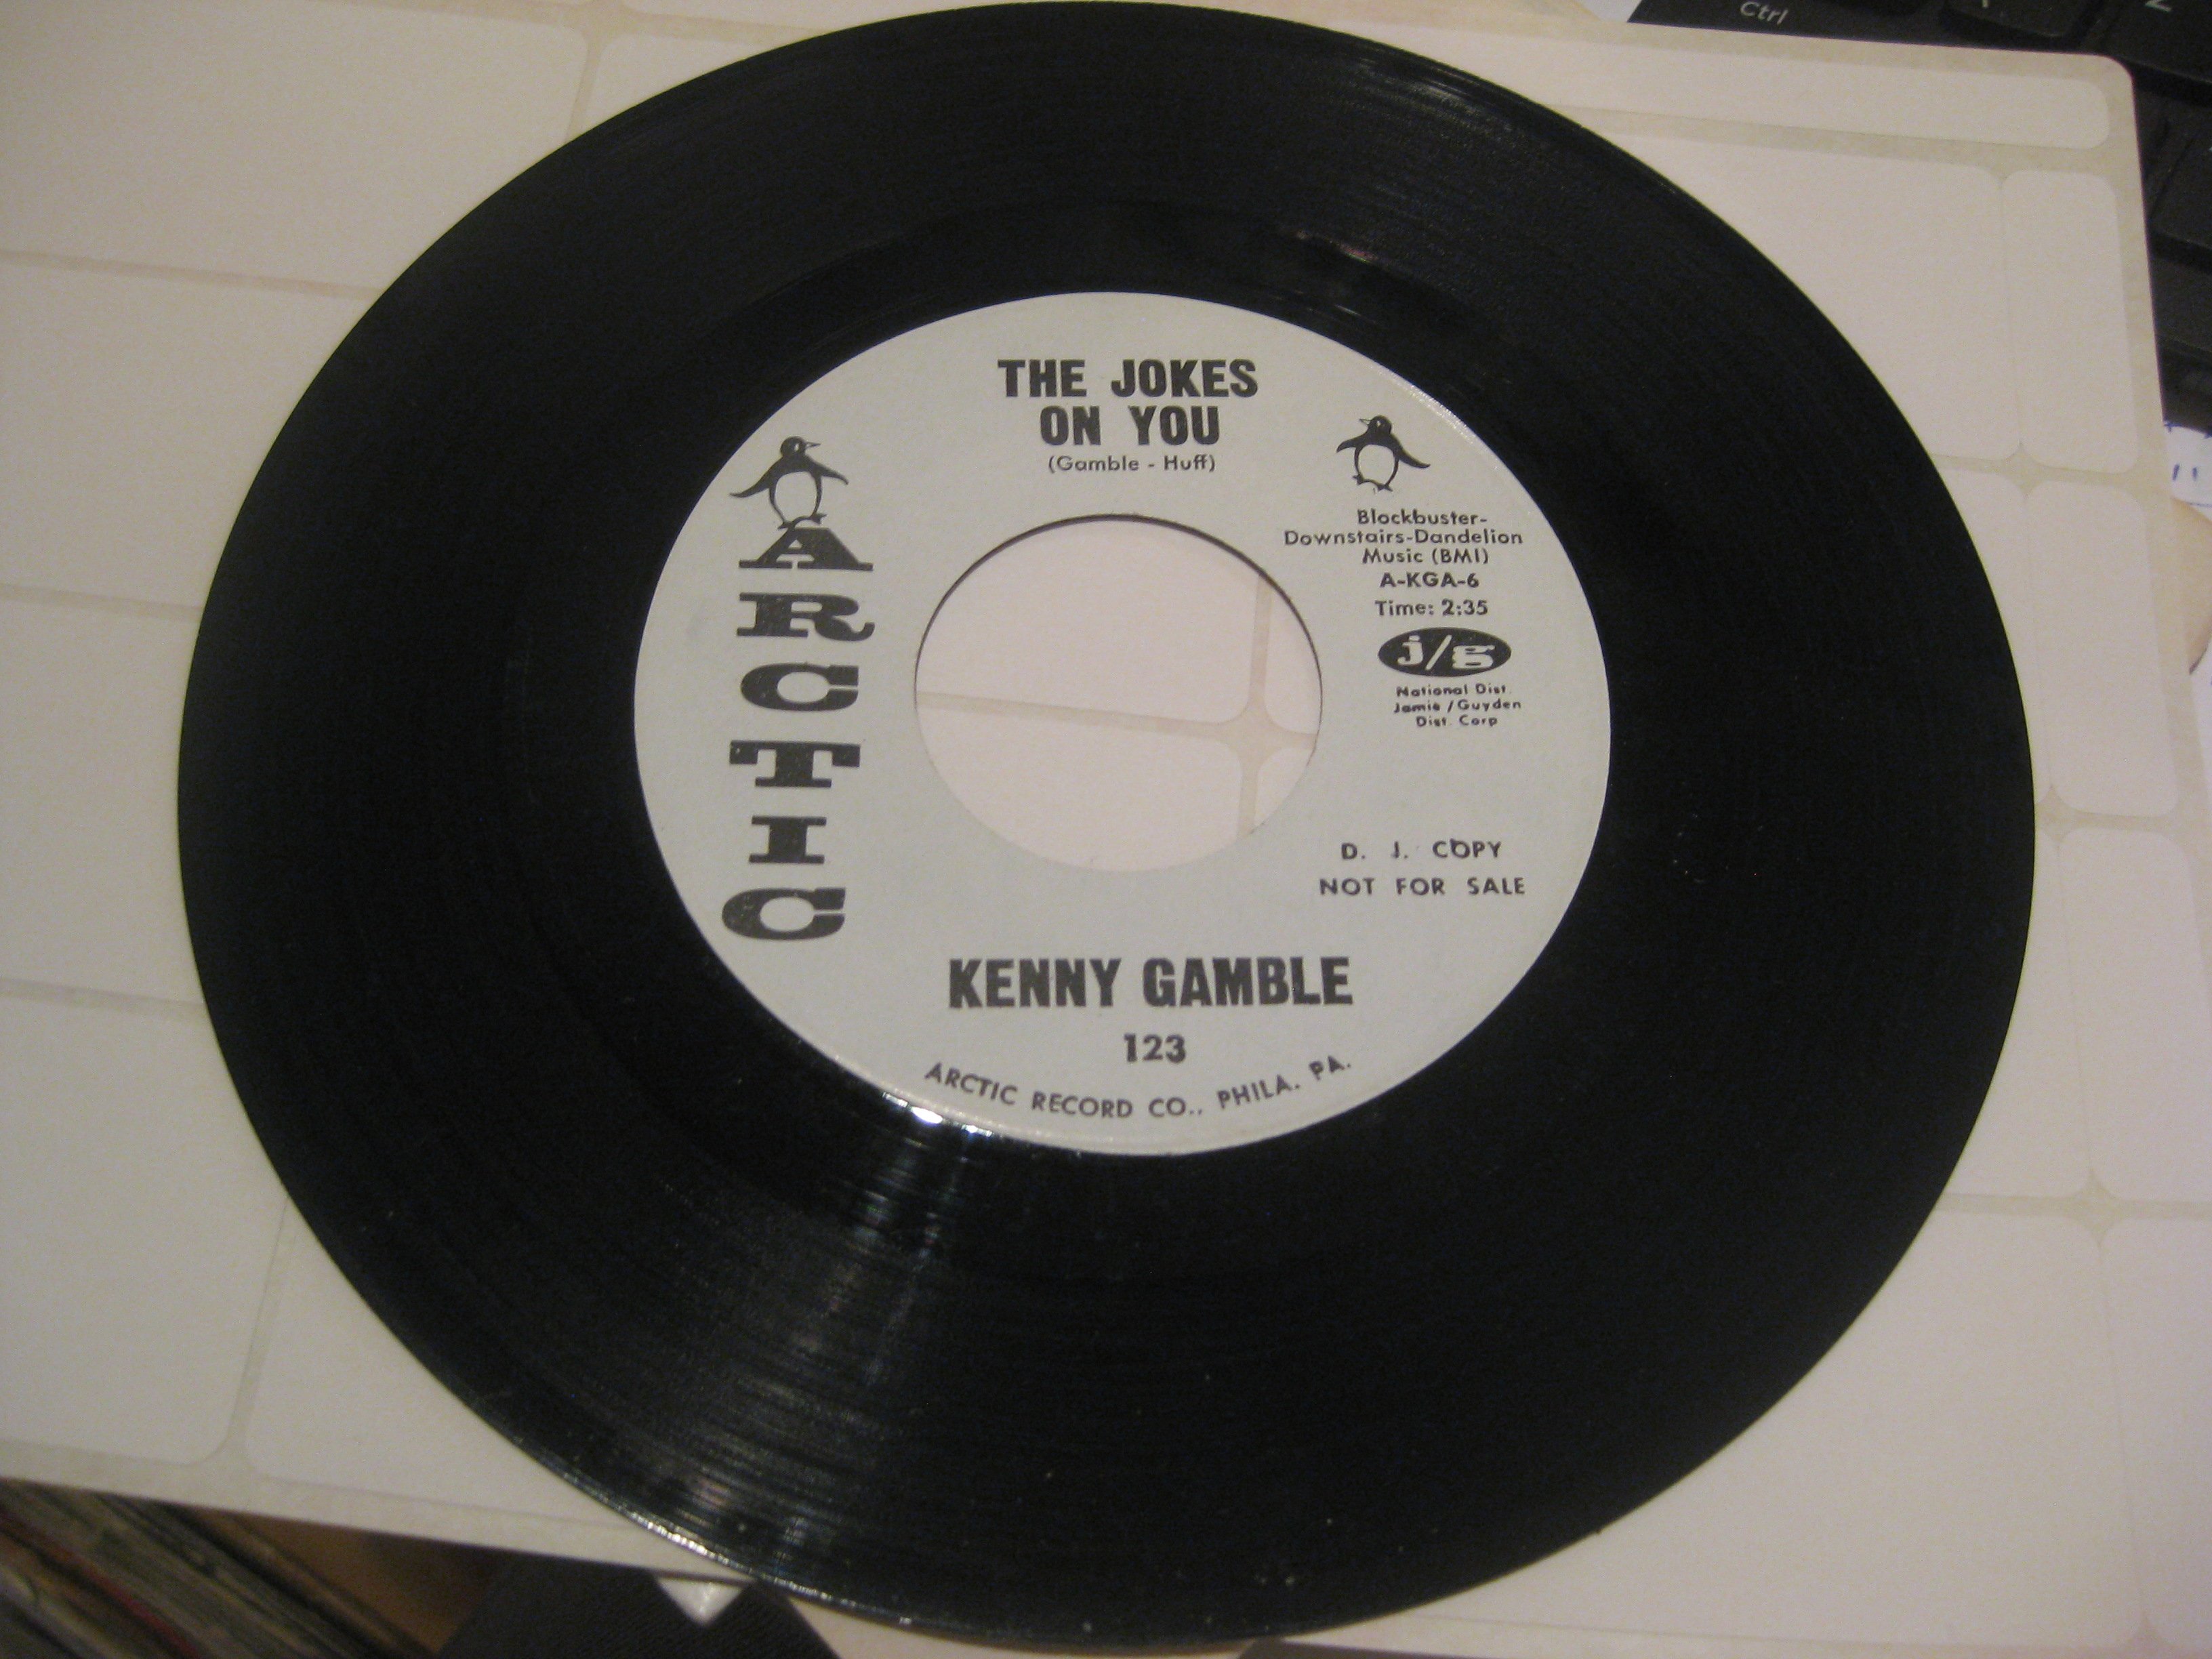 Ctrl
THE JOKES
ON YOU
(Gamble - Huff)
ARCTIC
Blockbuster-
Downstairs-Dandelion
Music (BMI)
A-KGA-6
Time: 2:35
j/g
National Dist.
Jamie / Guyden
Dist. Corp
D. J. COPY
NOT FOR SALE
KENNY GAMBLE
123
ARCTIC RECORD CO., PHILA. PA.